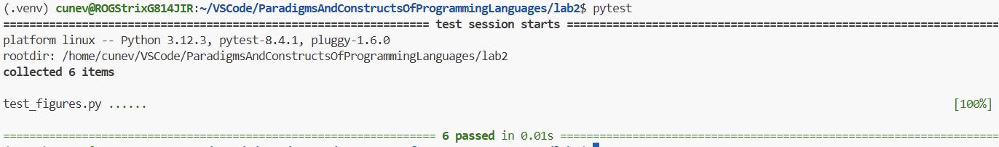 (.venv) cunev@ROGStrixG814JIR:~/VSCode/ParadigmsAndConstructsOfProgrammingLanguages/lab2$ pytest
============================================================== test session starts ===============================================================
platform linux -- Python 3.12.3, pytest-8.4.1, pluggy-1.6.0
rootdir: /home/cunev/VSCode/ParadigmsAndConstructsOfProgrammingLanguages/lab2
collected 6 items
test_figures.py ...... [100%]
=============================================================== 6 passed in 0.01s ================================================================